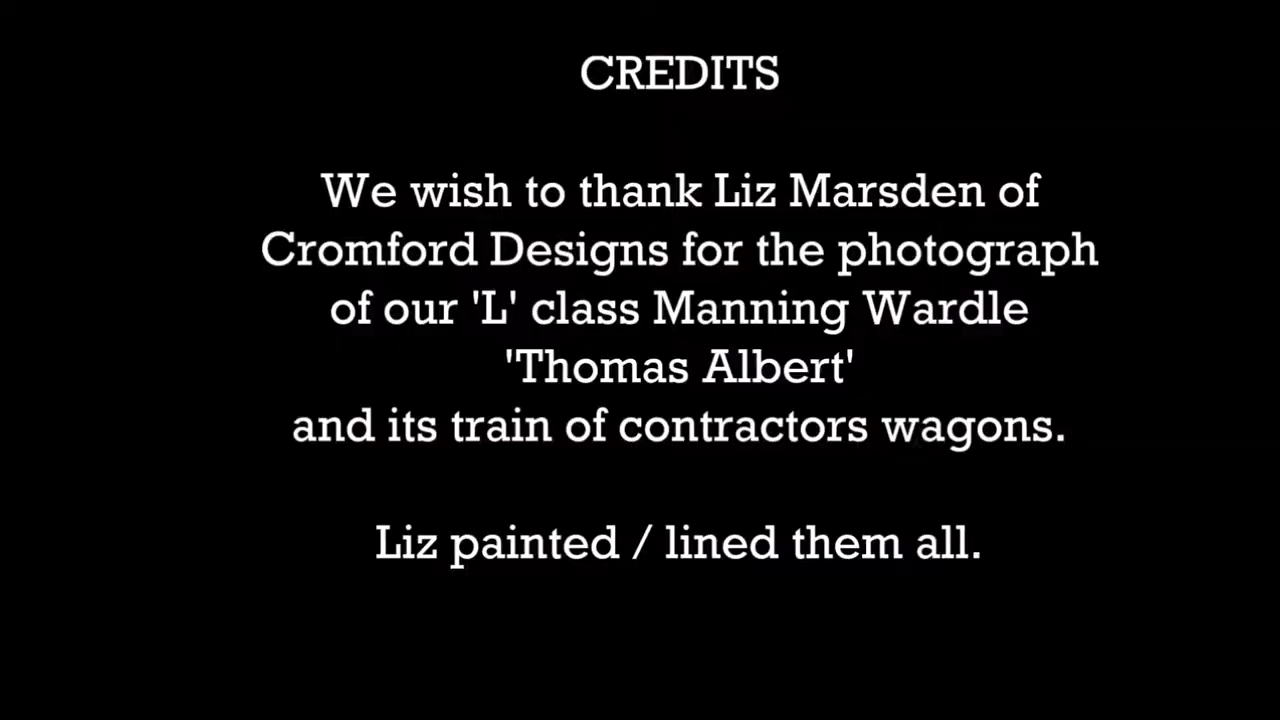 CREDITS
We wish to thank Liz Marsden of
Cromford Designs for the photograph
of our 'L' class Manning Wardle
'Thomas Albert'
and its train of contractors wagons.
Liz painted / lined them all.